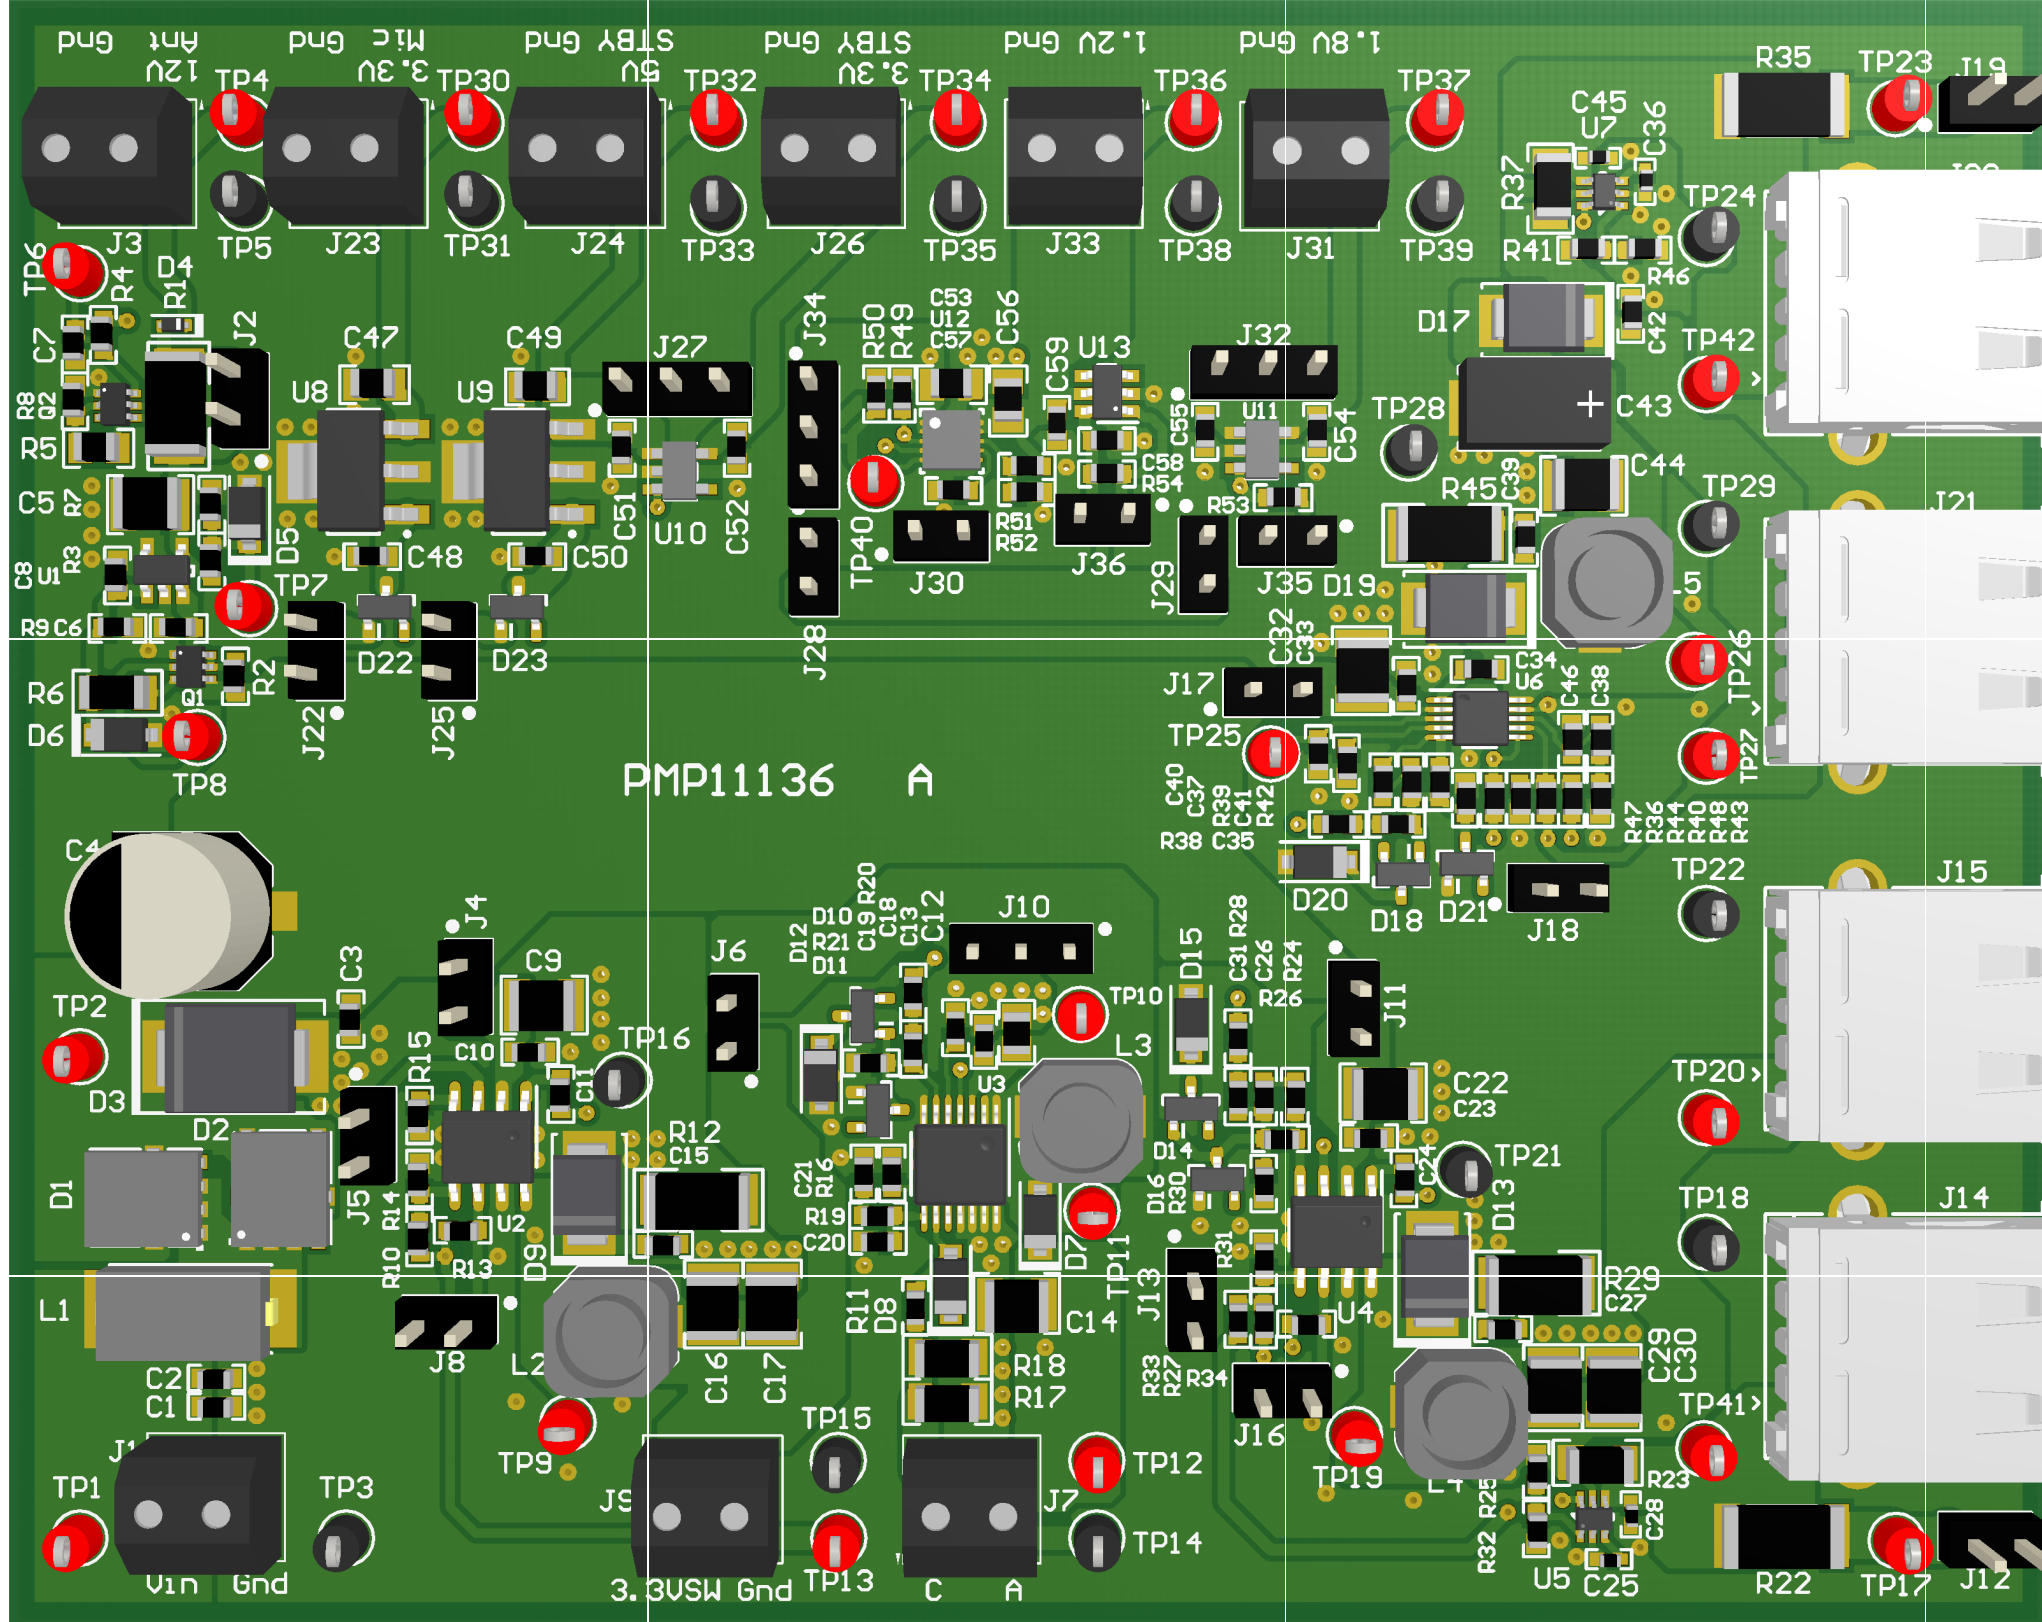 Gnd Ant Gnd Mic Gnd STBY Gnd STBY Gnd 1.2V Gnd 1.8V
12V 3.3V 5V 3.3V
TP4 TP30 TP32 TP34 TP36 TP37 R35 TP23 J19
C45 U7 C36
J3 TP5 J23 TP31 J24 TP33 J26 TP35 J33 TP38 J31 TP39
R37 TP24
R41 R46
TP6 R4 D4 R1 J2
C7 C47 C49 J27 J34 R50 R49 C53 U12 C57 C56 C59 U13 J32 D17 C42 TP42
R8 Q2 U8 U9 C55 U11 C54 TP28 C43
R5 C58 R54 C44
C5 R7 D5 C51 U10 C52 TP40 R51 R52 R53 R45 C39 TP29 J21
C8 U1 R3 TP7 C48 C50 J30 J36 J29 J35 D19 L5
R9 C6 D22 D23 J28 C32 C33 C34 U6 TP26
R6 Q1 R2 J22 J25 J17 C46 C38
D6 TP8 TP25 TP27
PMP11136 A
C40 C37 R39 C41 R42 R47 R36 R44 R40 R48 R43
R38 C35
C4 TP22 J15
D20 D18 D21 J18
J4 J6 D12 D10 R21 D11 C19 R20 C18 C13 C12 J10 D15 C31 R28 C26 R24 R26 J11
C3 C9
TP2 C10 R15 TP16 TP10
D3 C11 U3 L3 TP20 C22 C23
D2 R12 C15 D14 C24 TP21
D1 J5 R14 U2 C21 R16 D16 R30 D13 TP18 J14
R10 R13 D9 R19 C20 D7 TP11 R31
L1 R11 D8 C14 J13 U4 R29 C27
J8 L2 C16 C17 R18 C29 C30
C2 R17 R33 R27 R34
C1 TP15 J16 TP41
J1 TP9 TP12 TP19 L4 R23
TP1 TP3 J9 J7 R25 C28
TP14 R32
Vin Gnd TP13 U5 R22 TP17 J12
3.3VSW Gnd C A C25